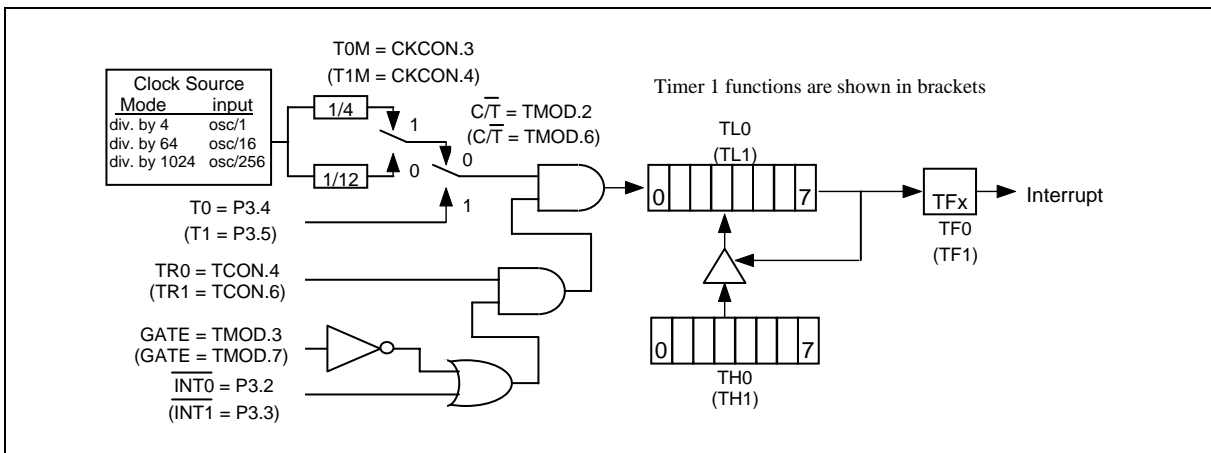 T0M = CKCON.3
(T1M = CKCON.4)
Clock Source
Mode input
div. by 4 osc/1
div. by 64 osc/16
div. by 1024 osc/256
1/4
1/12
1
0
C/T = TMOD.2
(C/T = TMOD.6)
0
1
T0 = P3.4
(T1 = P3.5)
TR0 = TCON.4
(TR1 = TCON.6)
GATE = TMOD.3
(GATE = TMOD.7)
INT0 = P3.2
(INT1 = P3.3)
Timer 1 functions are shown in brackets
TL0
(TL1)
0 7
TFx
TF0
(TF1)
Interrupt
0 7
TH0
(TH1)